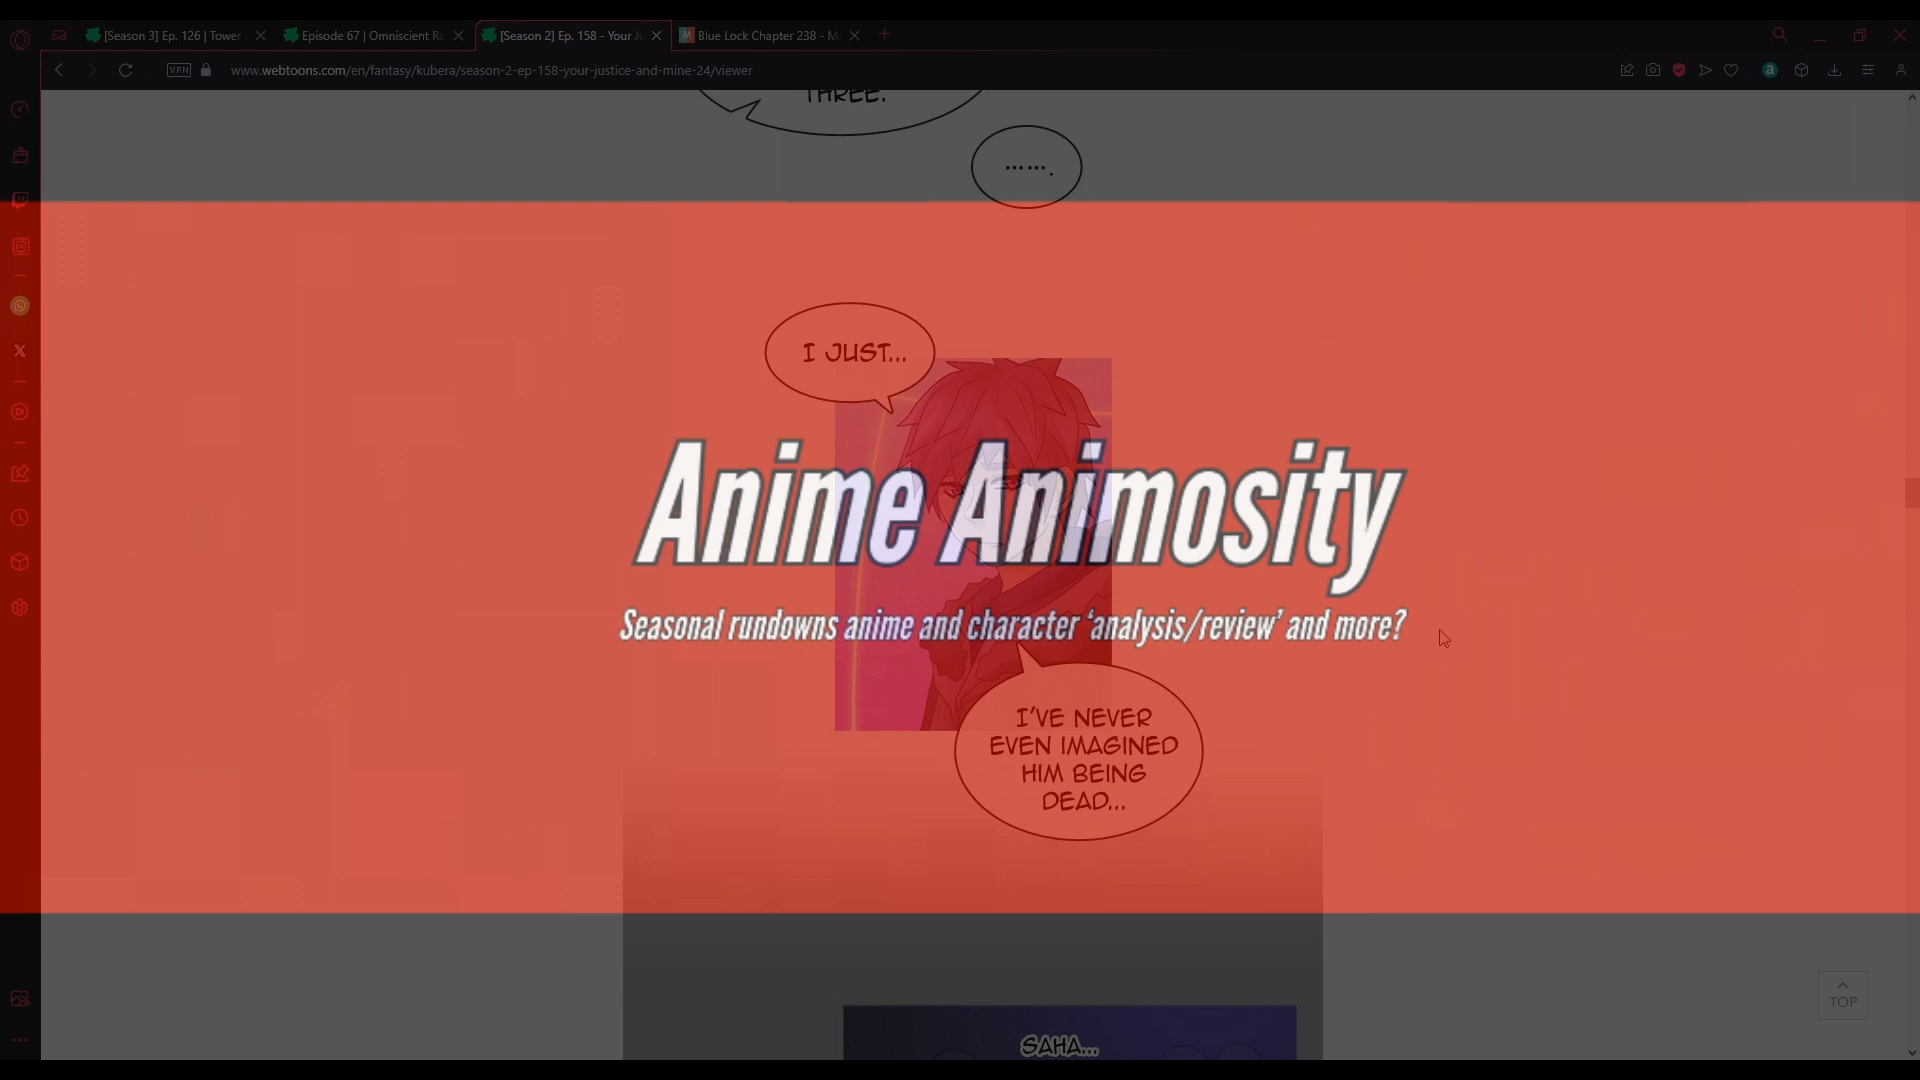 [Season 3] Ep. 126 | Tower
Episode 67 | Omniscient Re
[Season 2] Ep. 158 - Your Ju
Blue Lock Chapter 238 - M
VPN
www.webtoons.com/en/fantasy/kubera/season-2-ep-158-your-justice-and-mine-24/viewer
THREE.
.......
I JUST...
Anime Animosity
Seasonal rundowns anime and character ‘analysis/review’ and more?
I'VE NEVER
EVEN IMAGINED
HIM BEING
DEAD...
TOP
SAHA...